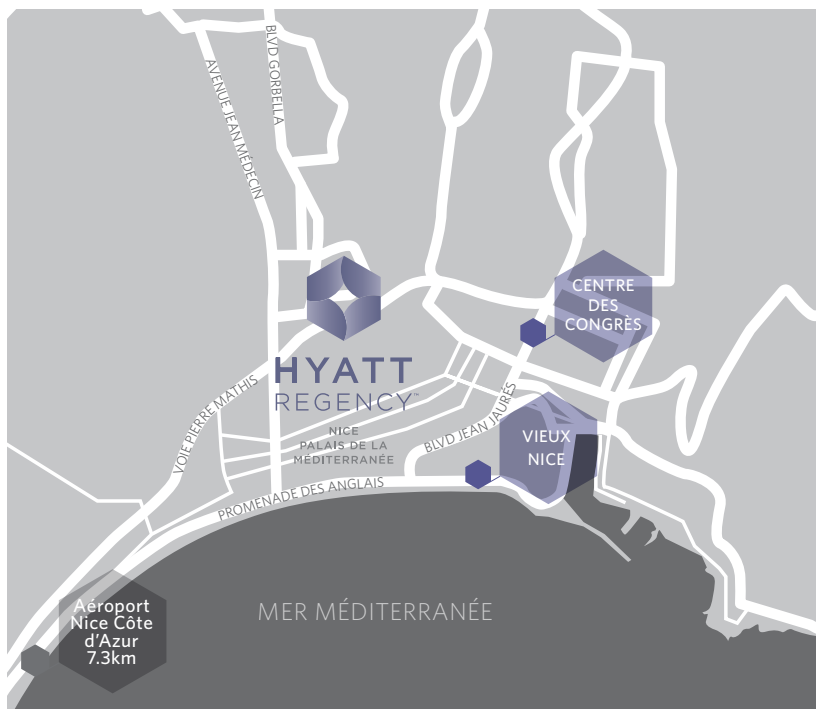 BLVD GORBELLA
AVENUE JEAN MÉDECIN
CENTRE
DES
CONGRÈS
HYATT
REGENCY™
NICE
PALAIS DE LA
MÉDITERRANÉE
VOIE PIERRE MATHIS
BLVD JEAN JAURÈS
VIEUX
NICE
PROMENADE DES ANGLAIS
MER MÉDITERRANÉE
Aéroport
Nice Côte
d'Azur
7.3km